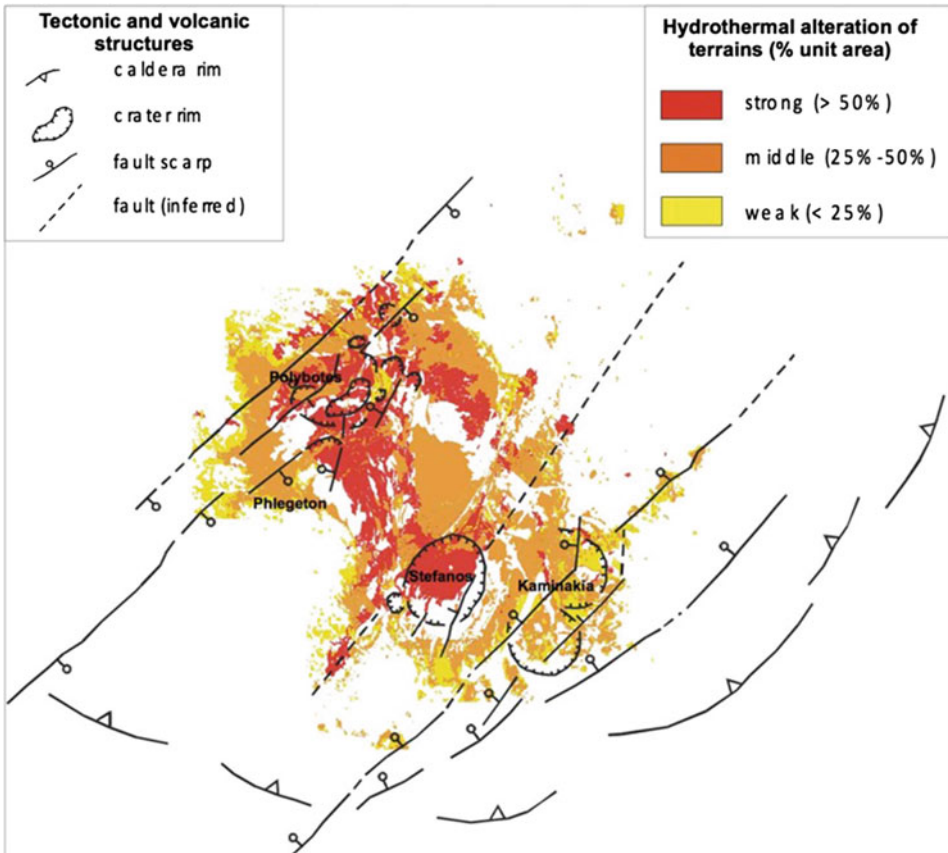 Tectonic and volcanic
structures
caldera rim
crater rim
fault scarp
fault (inferred)
Hydrothermal alteration of
terrains (% unit area)
strong (> 50%)
middle (25% -50%)
weak (< 25%)
Polybotes
Phlegeton
Stefanos
Kaminakia